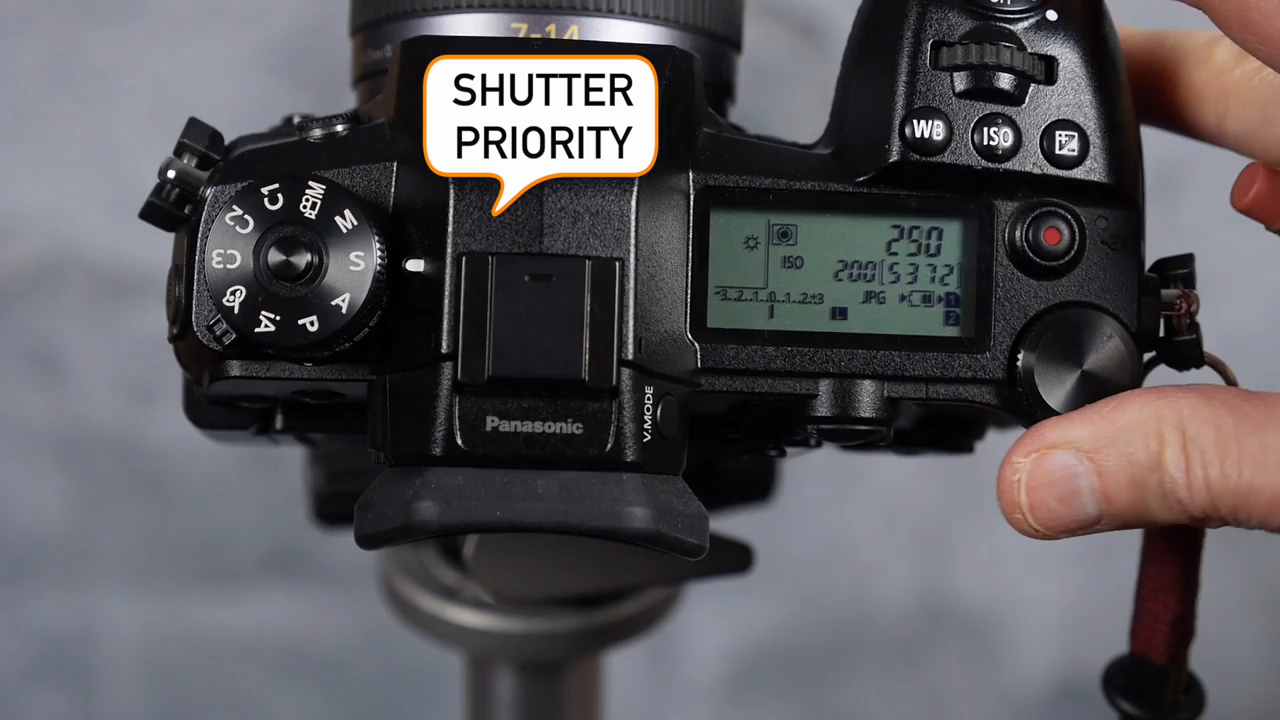 7-14
SHUTTER
PRIORITY
WB
ISO
C1
M
M
C2
S
C3
A
iA
P
250
ISO
200[5372]
-3..2..1..0..1..2..+3
JPG
1
L
2
V.MODE
Panasonic